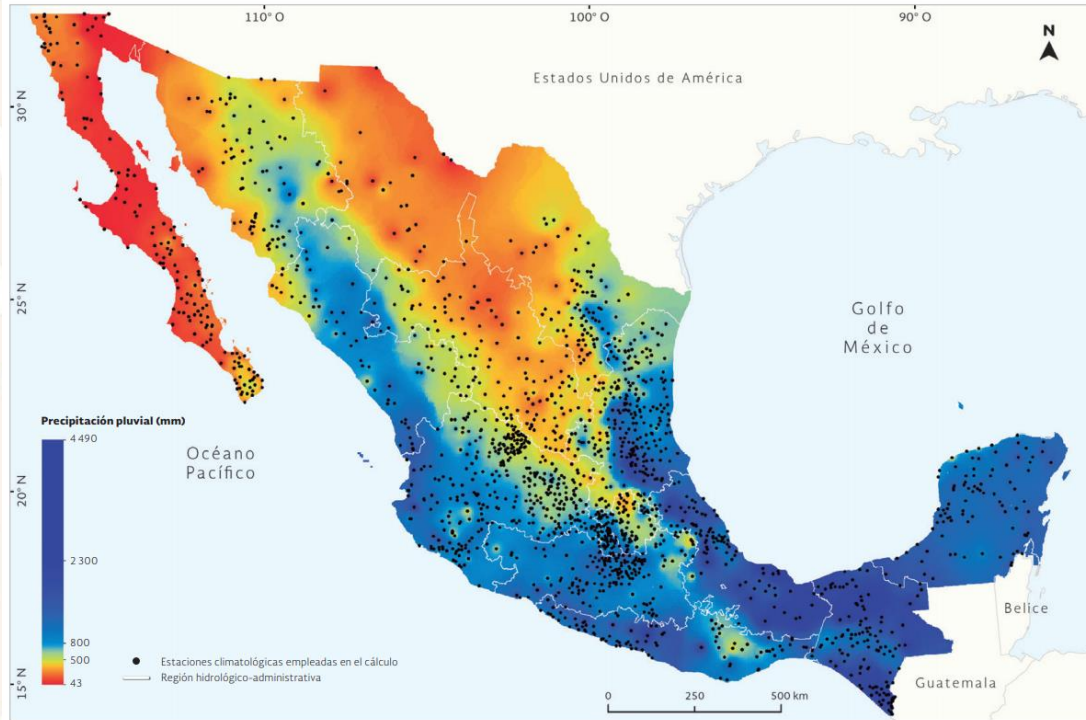 110° O
100° O
90° O
N
Estados Unidos de América
30° N
25° N
Golfo
de
México
Precipitación pluvial (mm)
4 490
Océano
Pacífico
20° N
2 300
Belice
800
500
43
Estaciones climatológicas empleadas en el cálculo
Región hidrológico-administrativa
0
250
500 km
Guatemala
15° N